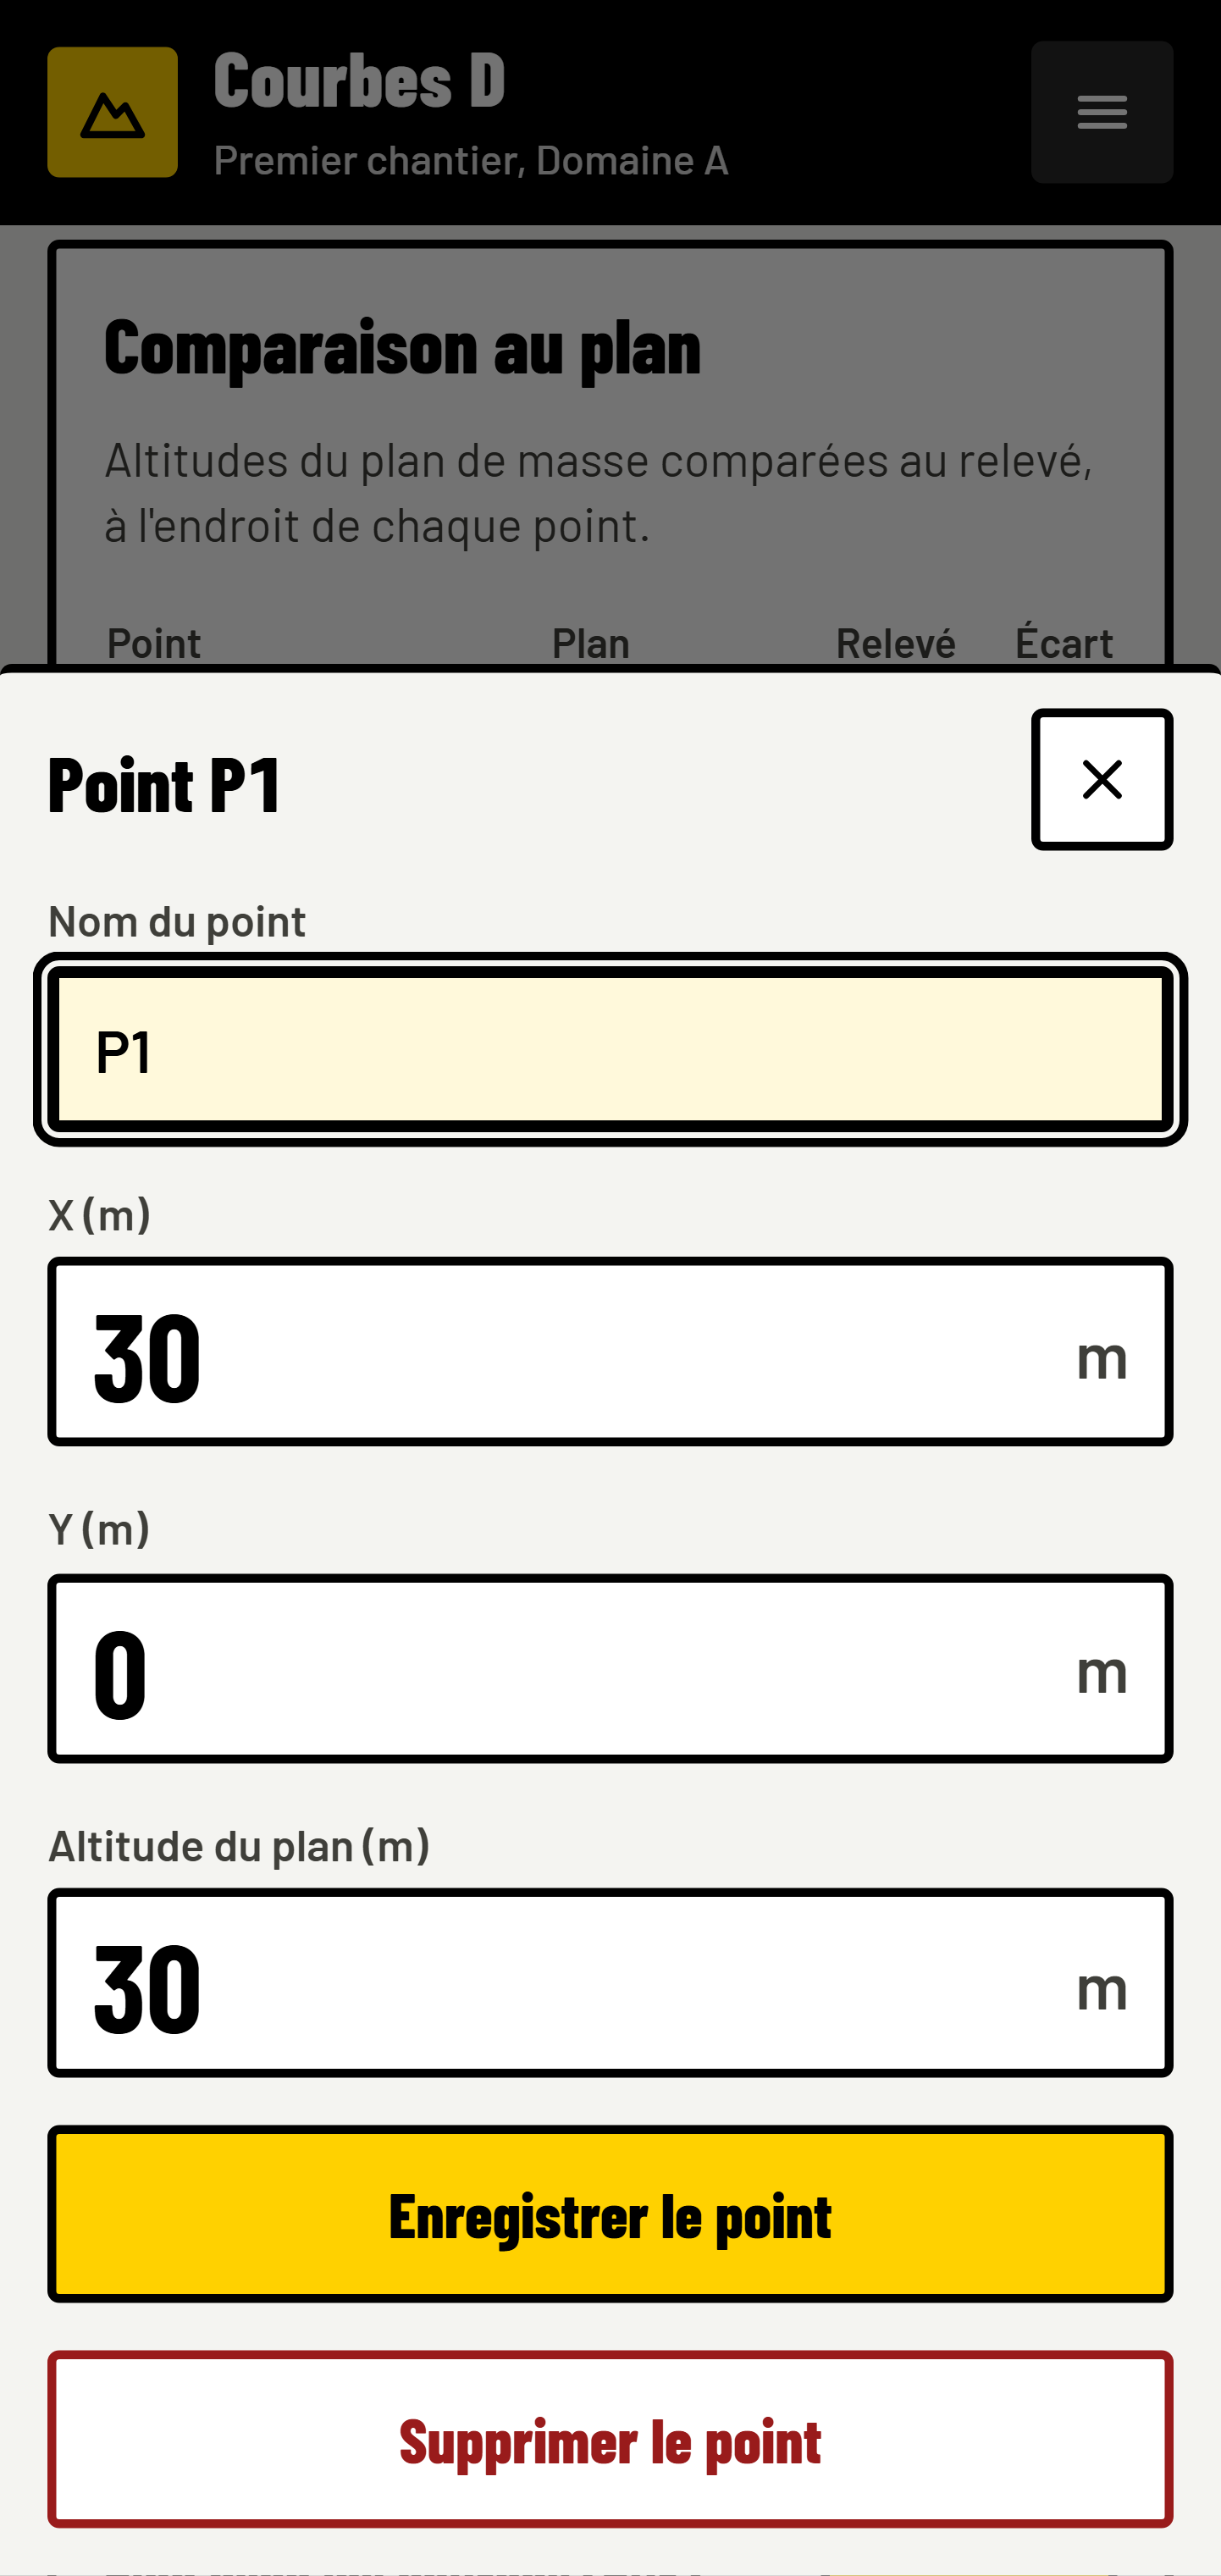 Courbes D
Premier chantier, Domaine A
Comparaison au plan
Altitudes du plan de masse comparées au relevé,
à l'endroit de chaque point.
Point Plan Relevé Écart
Point P1
Nom du point
P1
X (m)
30 m
Y (m)
0 m
Altitude du plan (m)
30 m
Enregistrer le point
Supprimer le point